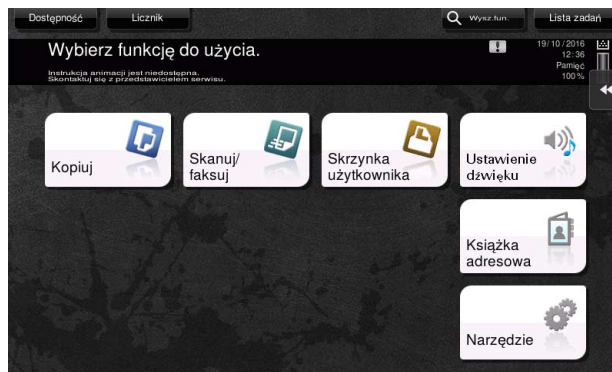 Dostępność
Licznik
Wysz.fun.
Lista zadań
Wybierz funkcję do użycia.
Instrukcja animacji jest niedostępna.
Skontaktuj się z przedstawicielem serwisu.
19/10/2016
12:36
Pamięć
100 %
Kopiuj
Skanuj/
faksuj
Skrzynka
użytkownika
Ustawienie
dźwięku
Książka
adresowa
Narzędzie